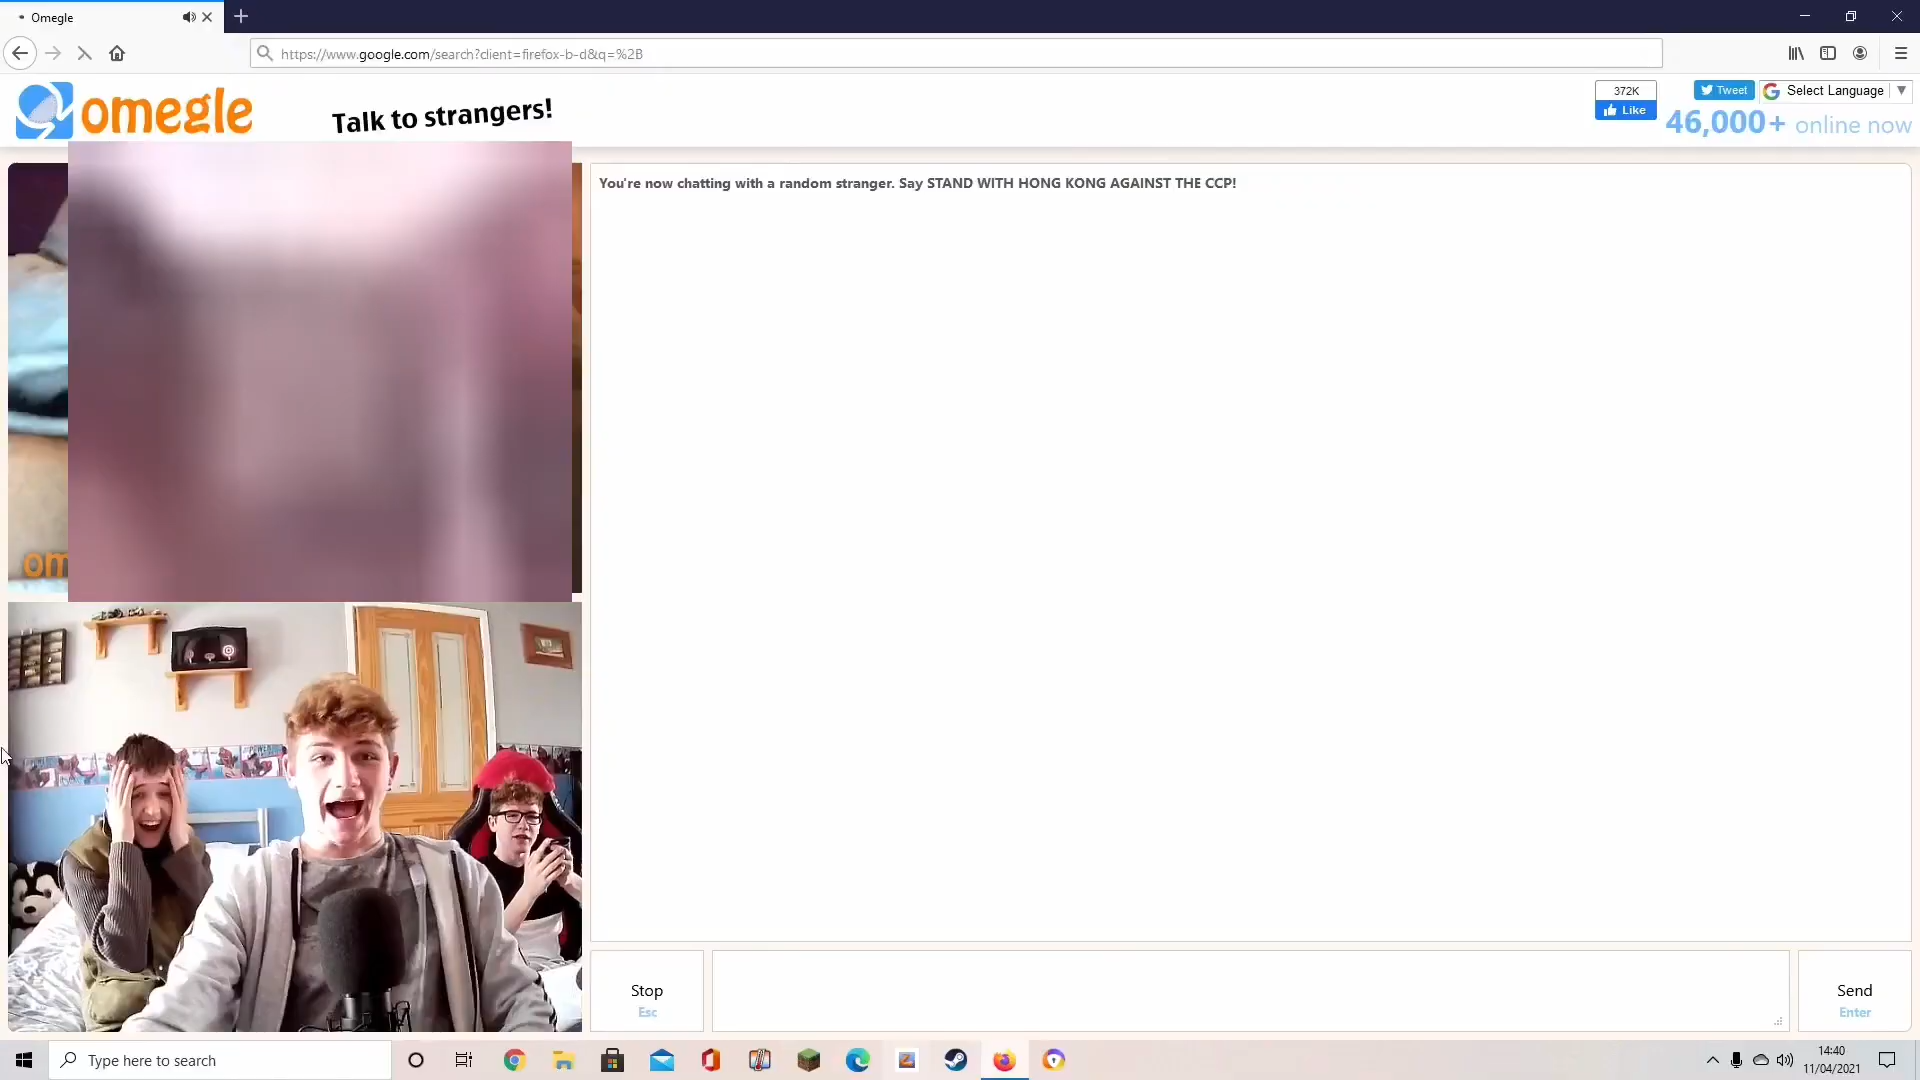 Omegle
https://www.google.com/search?client=firefox-b-d&q=%2B
omegle
Talk to strangers!
372K
Like
Tweet
Select Language
46,000+ online now
You're now chatting with a random stranger. Say STAND WITH HONG KONG AGAINST THE CCP!
om
Stop
Esc
Send
Enter
Type here to search
14:40
11/04/2021